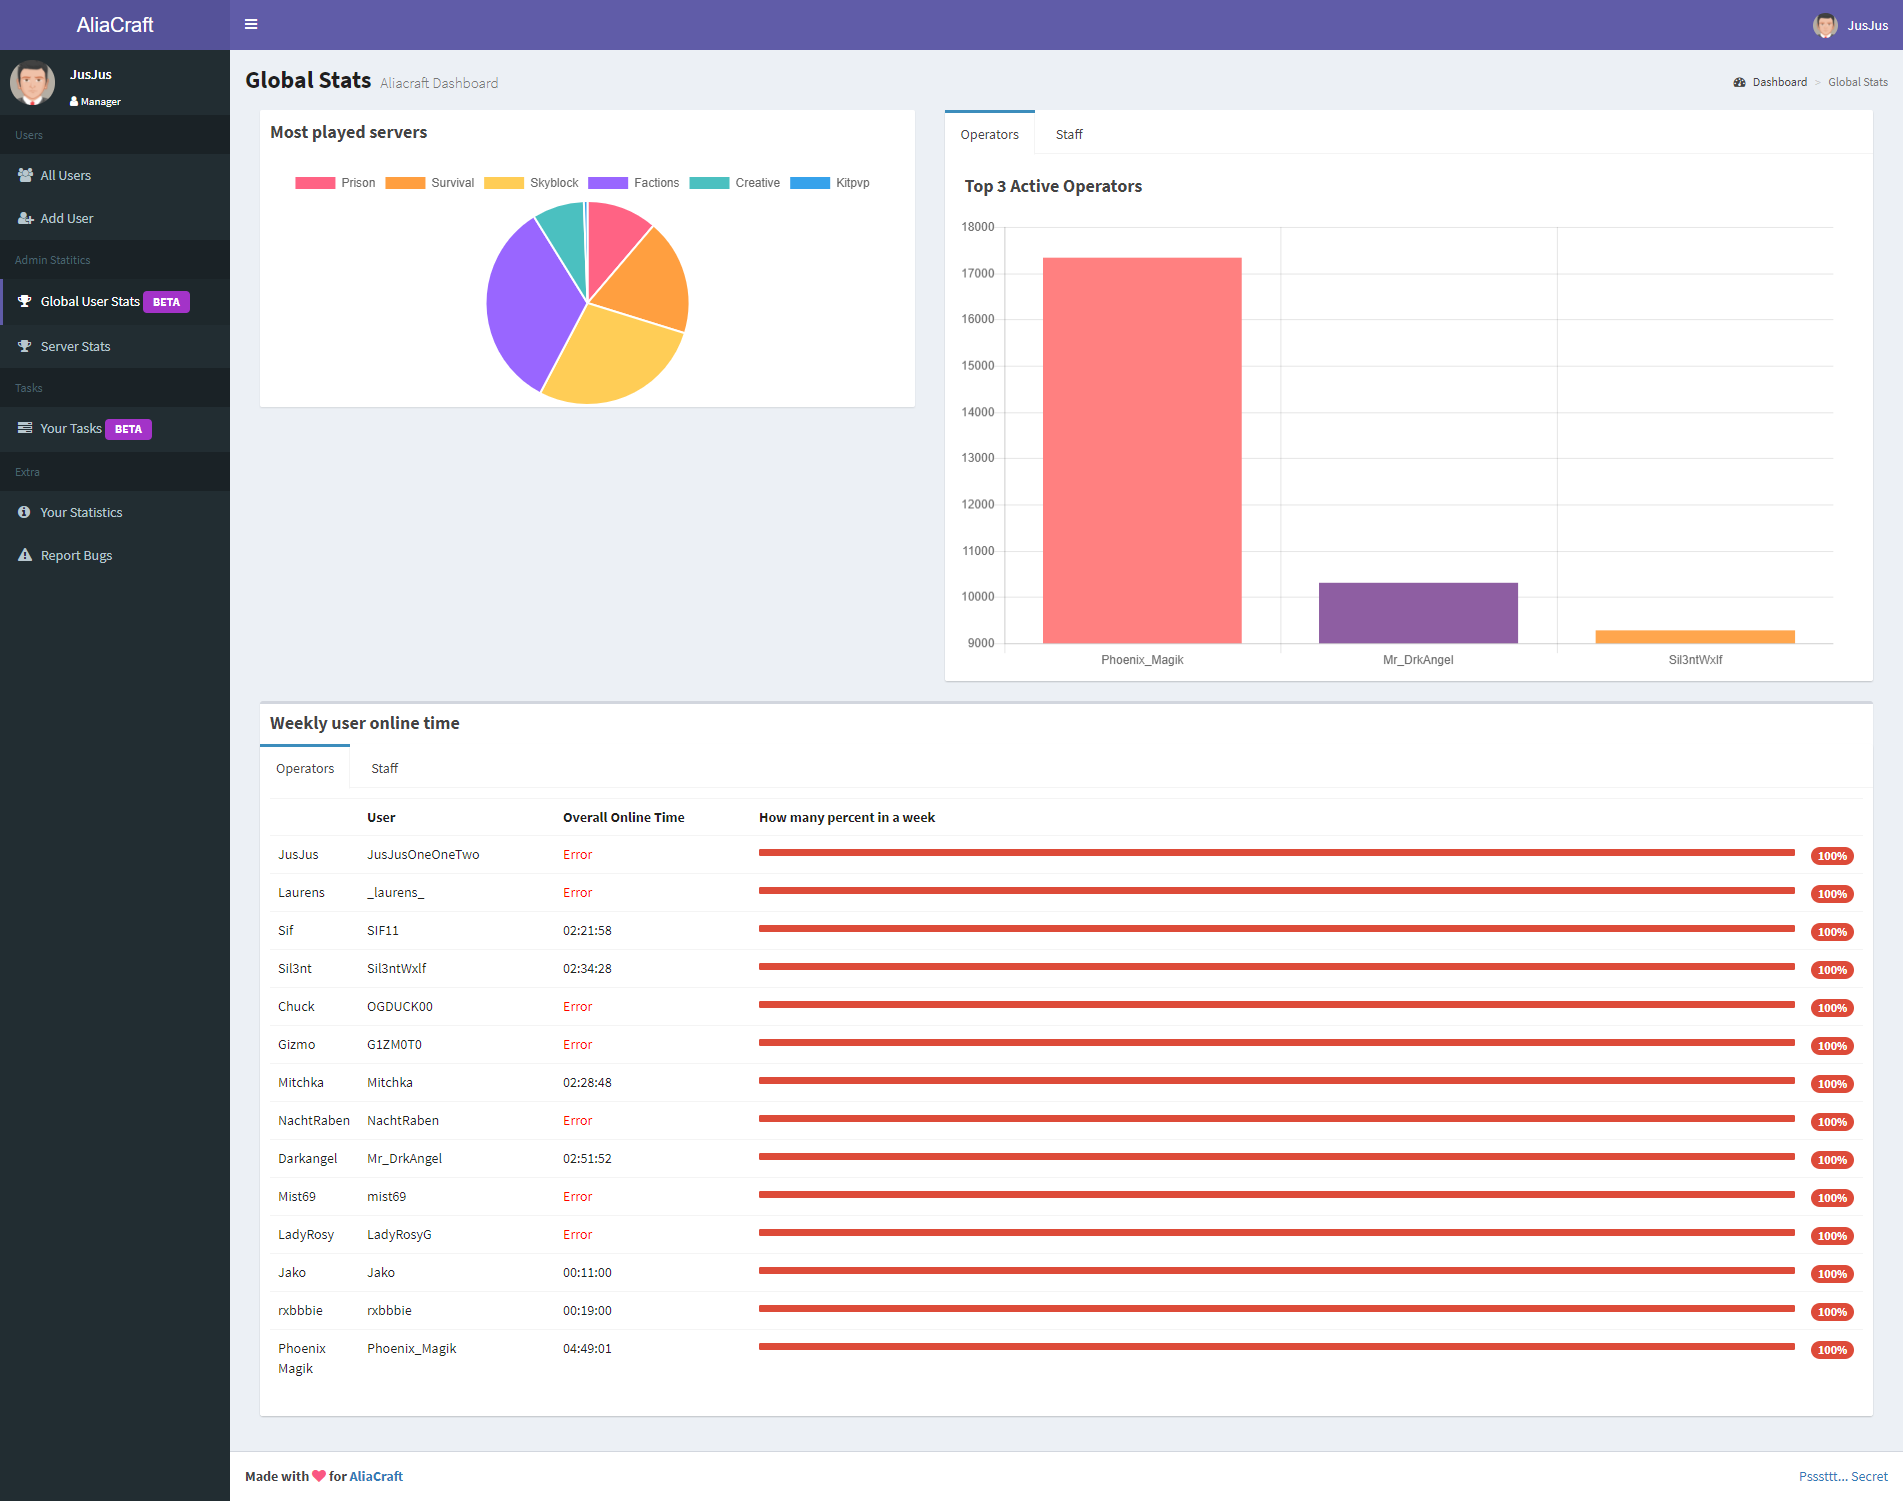 AliaCraft
JusJus
JusJus
Manager
Users
All Users
Add User
Admin Statitics
Global User Stats BETA
Server Stats
Tasks
Your Tasks BETA
Extra
Your Statistics
Report Bugs
Global Stats Aliacraft Dashboard
Dashboard > Global Stats
Most played servers
Prison Survival Skyblock Factions Creative Kitpvp
Operators Staff
Top 3 Active Operators
18000
17000
16000
15000
14000
13000
12000
11000
10000
9000
Phoenix_Magik Mr_DrkAngel Sil3ntWxlf
Weekly user online time
Operators Staff
User Overall Online Time How many percent in a week
JusJus JusJusOneOneTwo Error 100%
Laurens _laurens_ Error 100%
Sif SIF11 02:21:58 100%
Sil3nt Sil3ntWxlf 02:34:28 100%
Chuck OGDUCK00 Error 100%
Gizmo G1ZM0T0 Error 100%
Mitchka Mitchka 02:28:48 100%
NachtRaben NachtRaben Error 100%
Darkangel Mr_DrkAngel 02:51:52 100%
Mist69 mist69 Error 100%
LadyRosy LadyRosyG Error 100%
Jako Jako 00:11:00 100%
rxbbbie rxbbbie 00:19:00 100%
Phoenix Phoenix_Magik 04:49:01 100%
Magik
Made with for AliaCraft
Psssttt... Secret